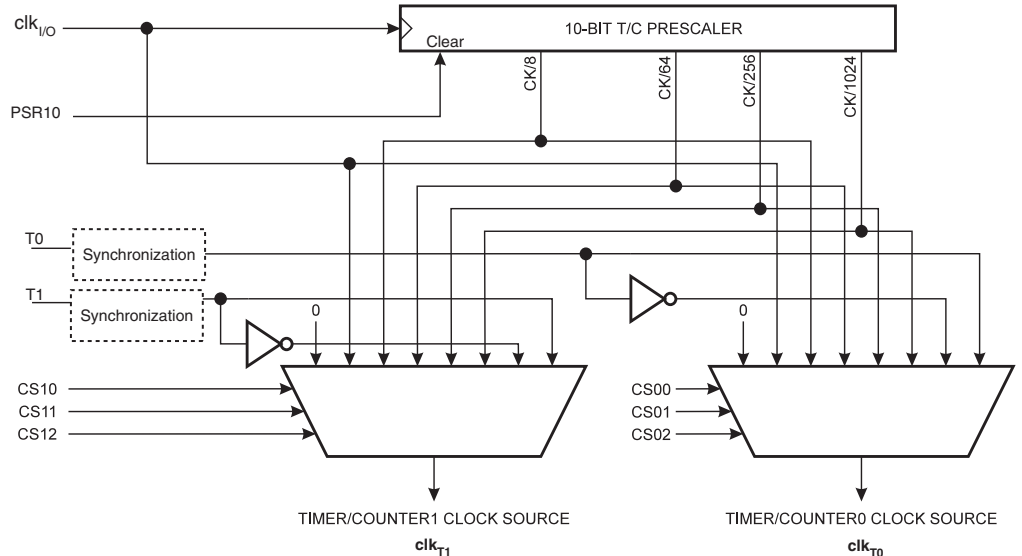 clkI/O
10-BIT T/C PRESCALER
Clear
CK/8
CK/64
CK/256
CK/1024
PSR10
T0
Synchronization
T1
Synchronization
0
0
CS10
CS11
CS12
CS00
CS01
CS02
TIMER/COUNTER1 CLOCK SOURCE
clkT1
TIMER/COUNTER0 CLOCK SOURCE
clkT0